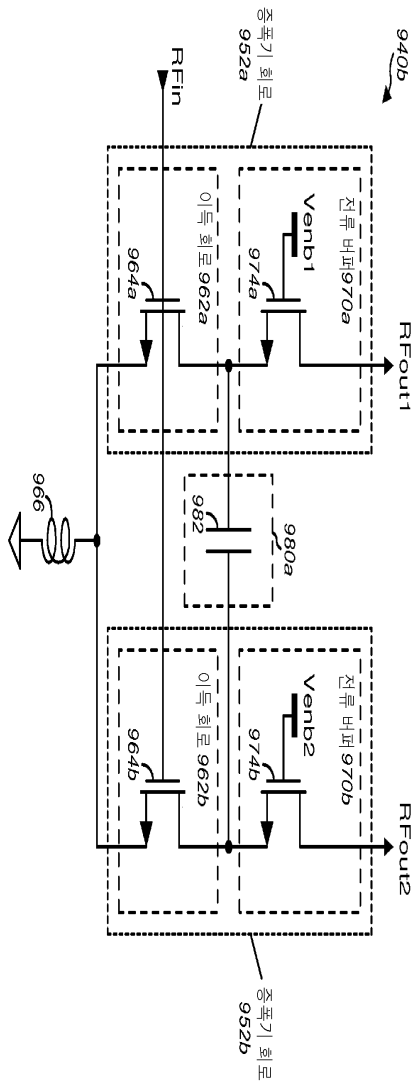 940b
증폭기 회로
952a
RFin
RFout1
RFout2
전류 버퍼 970a
Venb1
974a
전류 버퍼 970b
Venb2
974b
이득 회로 962a
964a
980a
982
이득 회로 962b
964b
966
증폭기 회로
952b